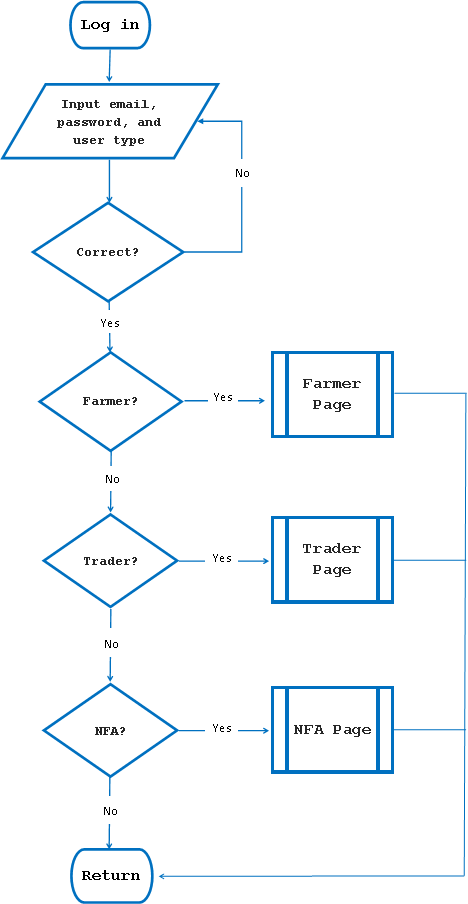 Log in
Input email,
password, and
user type
No
Correct?
Yes
Farmer?
Yes
Farmer
Page
No
Trader?
Yes
Trader
Page
No
NFA?
Yes
NFA Page
No
Return